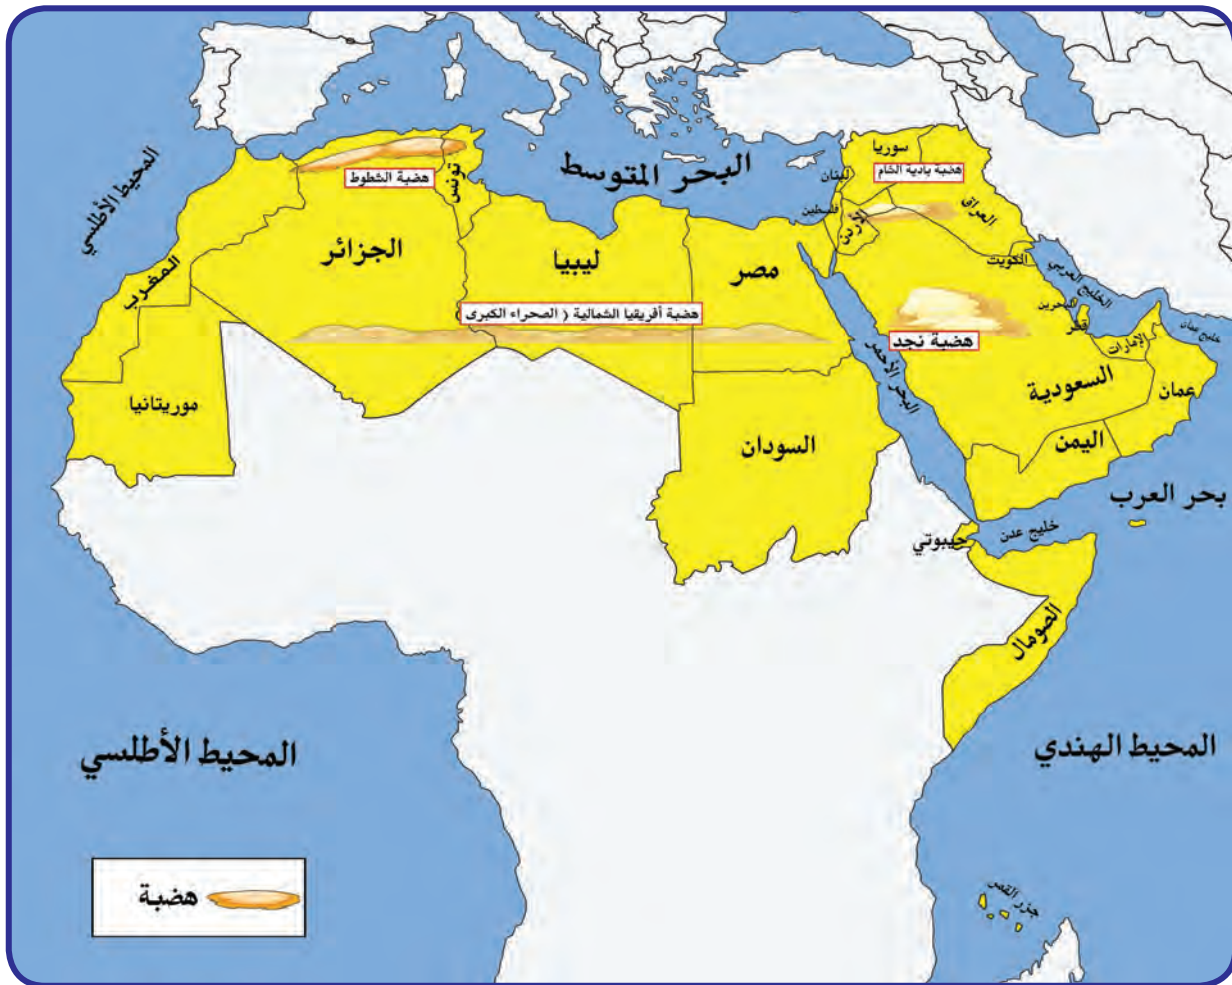 المحيط الأطلسي
البحر المتوسط
سوريا
هضبة بادية الشام
لبنان
فلسطين
الأردن
العراق
الكويت
الخليج العربي
البحرين
قطر
الإمارات
خليج عمان
تونس
هضبة الشطوط
المغرب
الجزائر
ليبيا
مصر
هضبة أفريقيا الشمالية ( الصحراء الكبرى
هضبة نجد
البحر الأحمر
السعودية
عمان
موريتانيا
السودان
اليمن
بحر العرب
خليج عدن
جيبوتي
الصومال
المحيط الأطلسي
المحيط الهندي
جزر القمر
هضبة